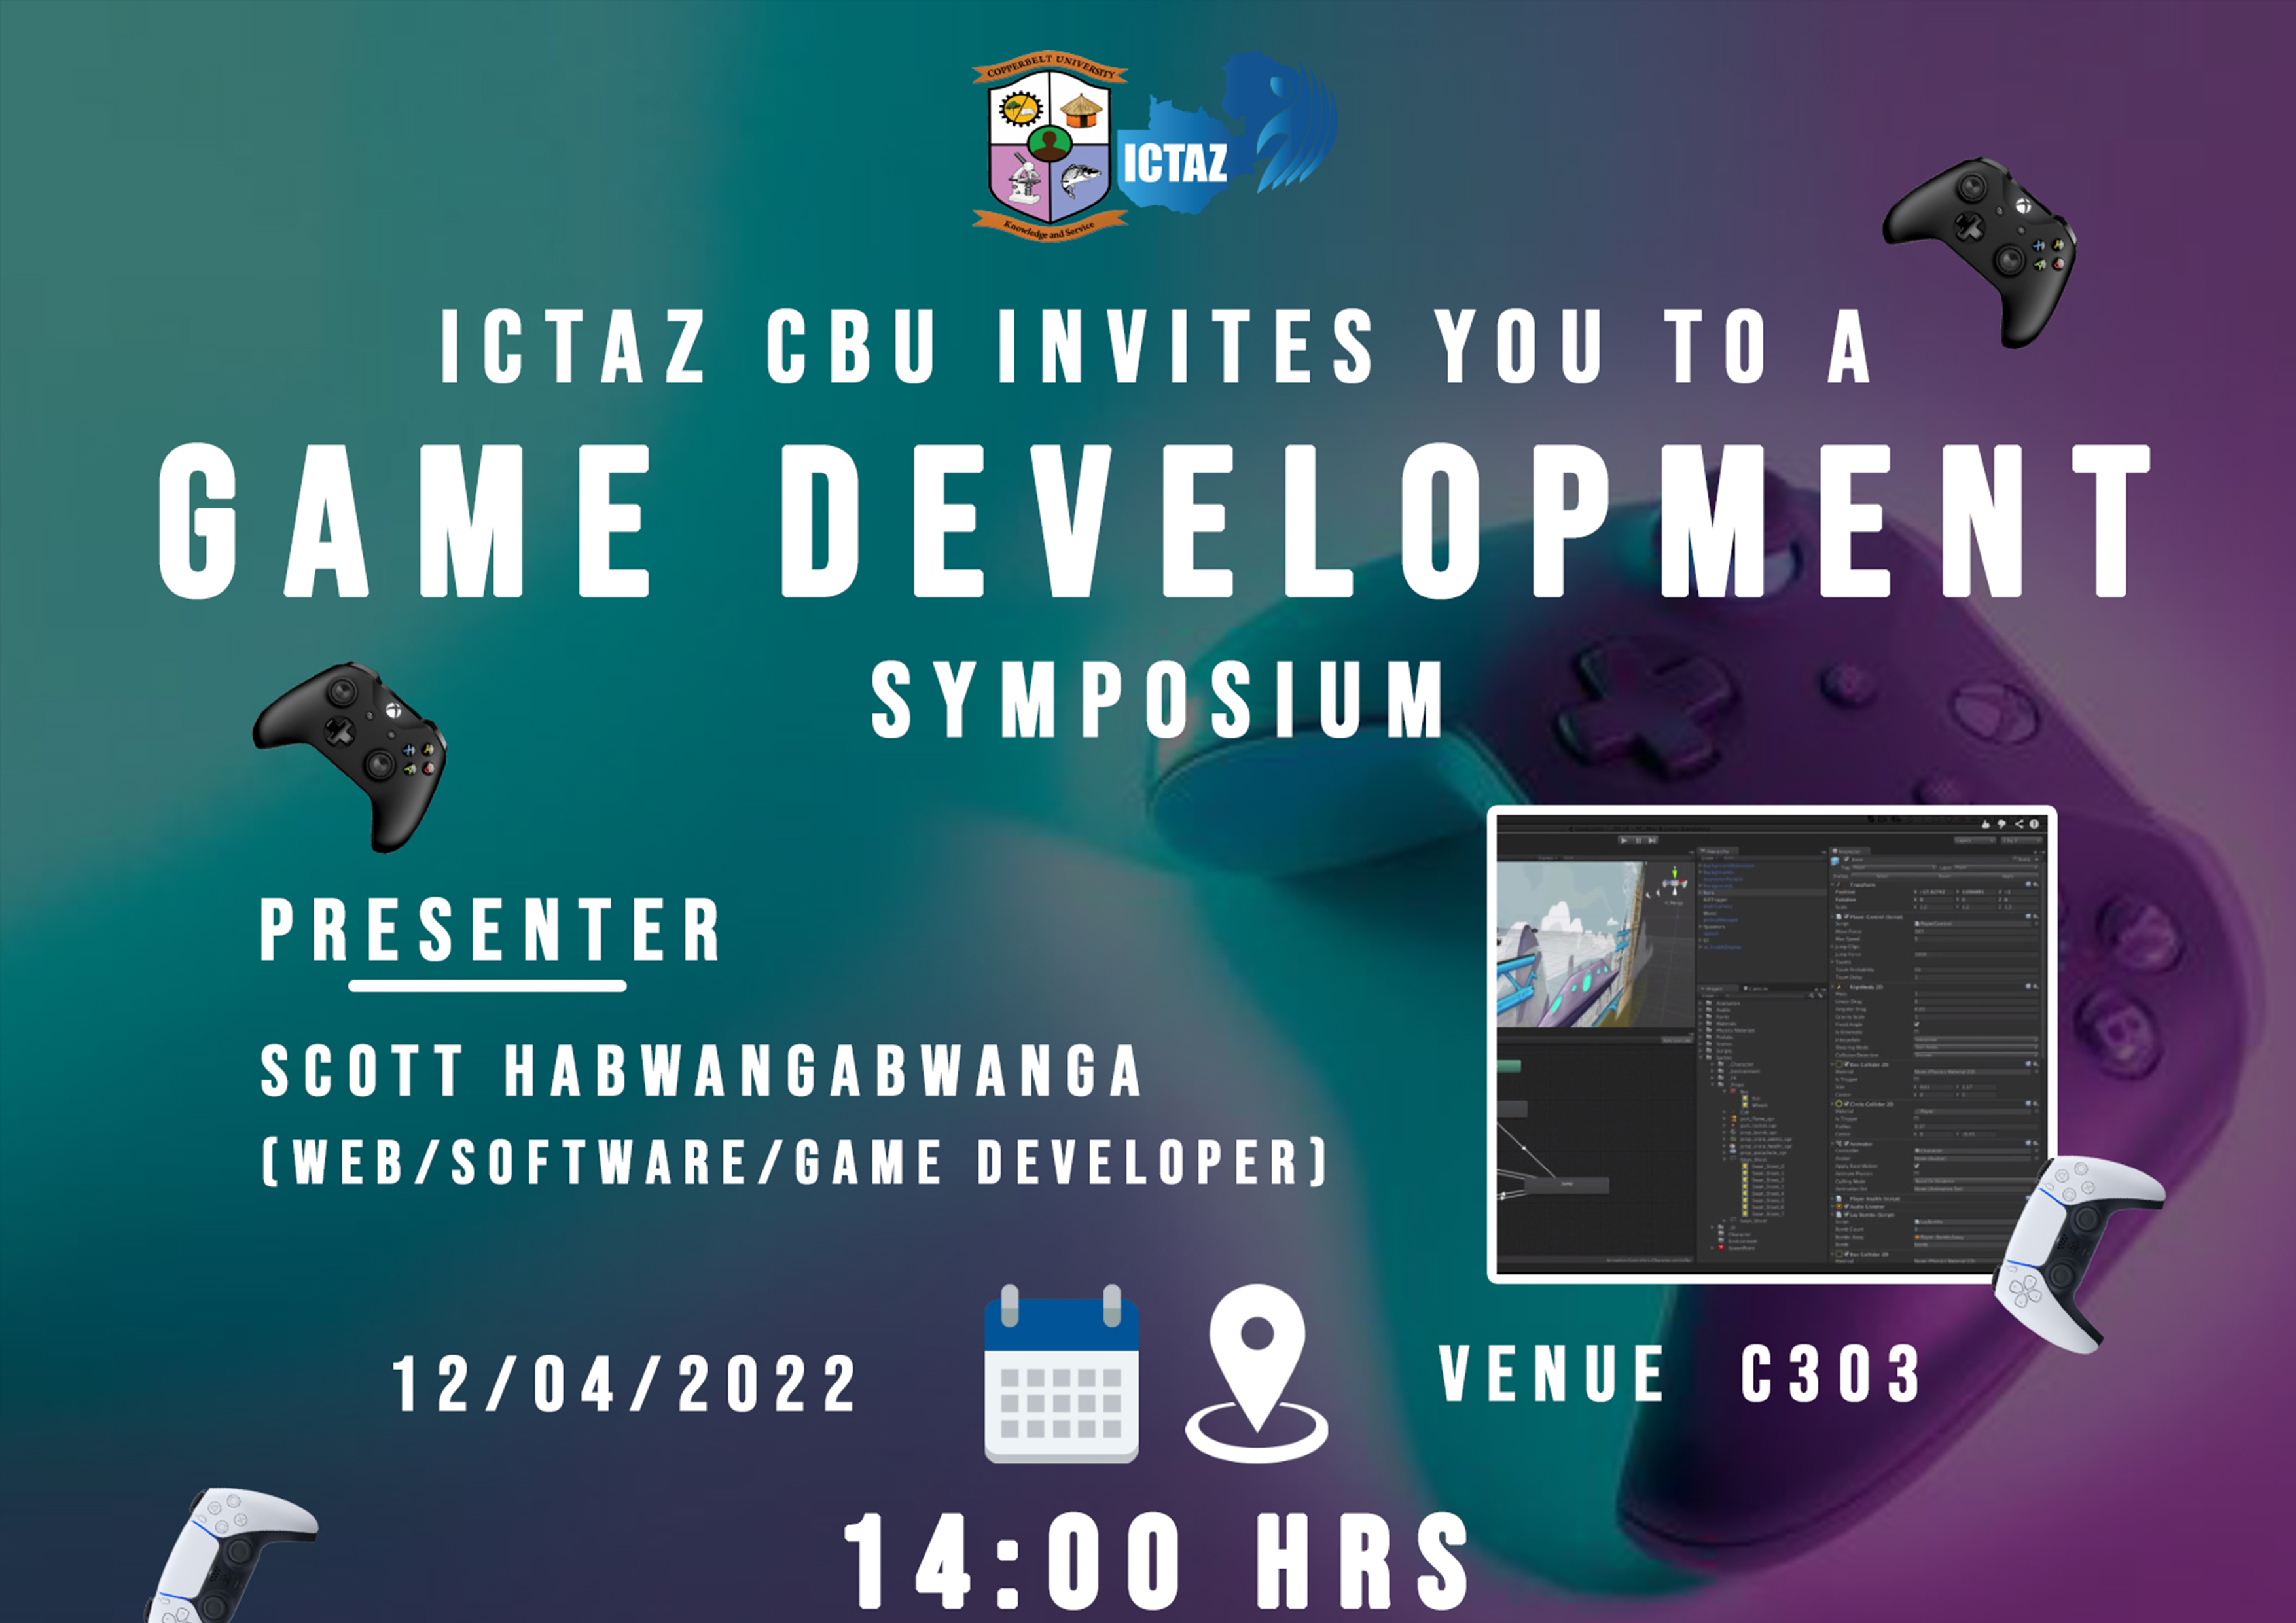 COPPERBELT UNIVERSITY
Knowledge and Service
ICTAZ
ICTAZ CBU INVITES YOU TO A
GAME DEVELOPMENT
SYMPOSIUM
PRESENTER
SCOTT HABWANGABWANGA
(WEB/SOFTWARE/GAME DEVELOPER)
12/04/2022
VENUE C303
14:00 HRS